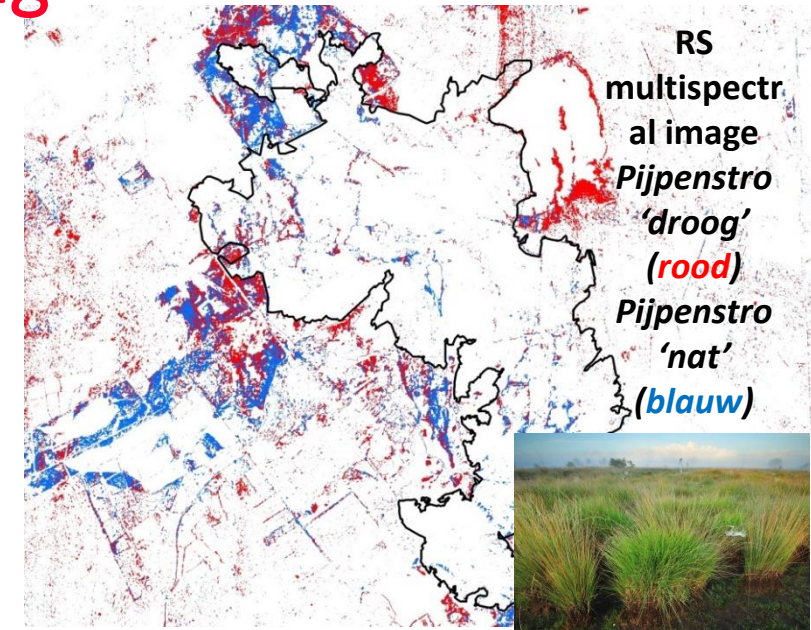 RS
multispectr
al image
Pijpenstro
‘droog’
(rood)
Pijpenstro
‘nat’
(blauw)